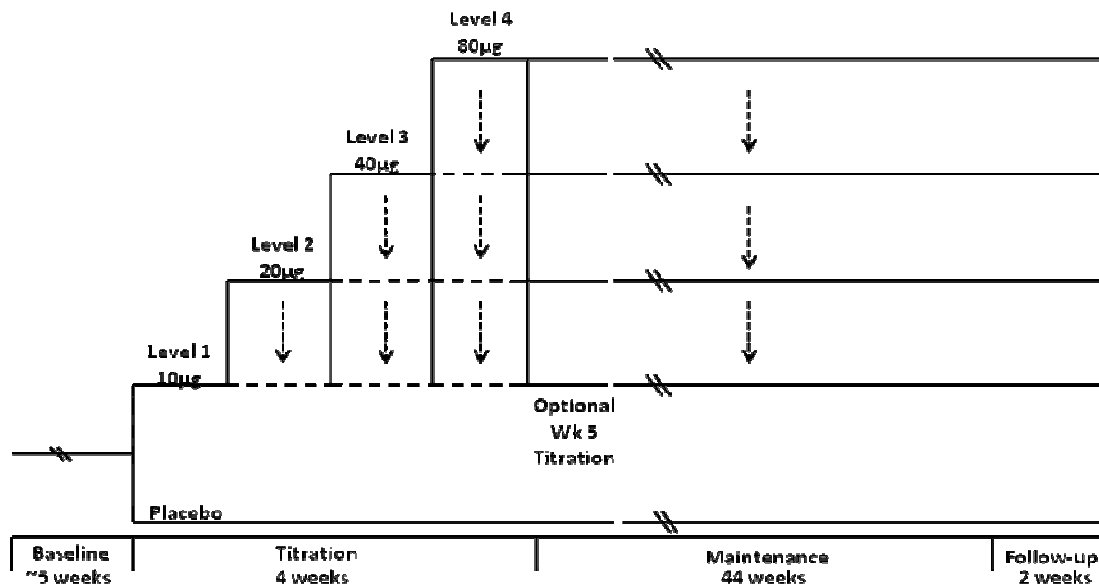 Level 4
80µg
Level 3
40µg
Level 2
20µg
Level 1
10µg
Optional
Wk 5
Titration
Placebo
Baseline
~5 weeks
Titration
4 weeks
Maintenance
44 weeks
Follow-up
2 weeks